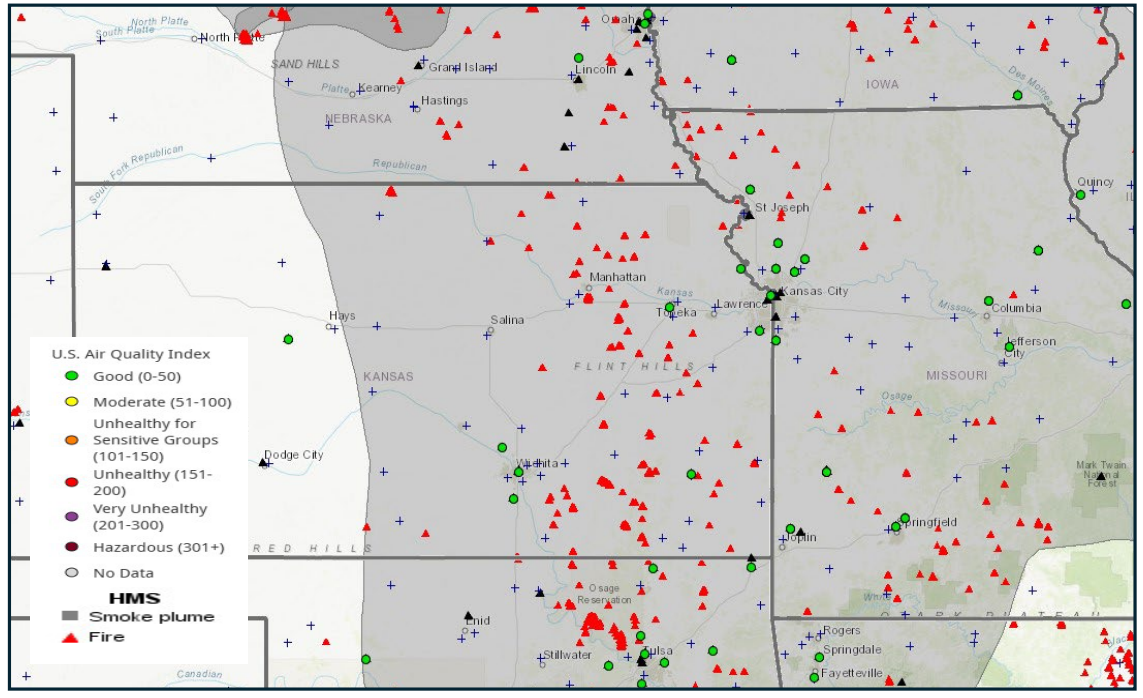 North Platte
South Platte
North Platte
SAND HILLS
Omaha
Grand Island
Lincoln
IOWA
Des Moines
Platte
Kearney
Hastings
NEBRASKA
South Fork Republican
Republican
Quincy
St Joseph
Manhattan
Kansas
Kansas City
Lawrence
Topeka
Missouri
Columbia
Hays
Salina
Jefferson
City
FLINT HILLS
KANSAS
MISSOURI
Osage
U.S. Air Quality Index
Good (0-50)
Moderate (51-100)
Unhealthy for
Sensitive Groups
(101-150)
Unhealthy (151-
200)
Very Unhealthy
(201-300)
Hazardous (301+)
No Data
HMS
Smoke plume
Fire
Dodge City
Wichita
Mark Twain
National
Forest
Springfield
Joplin
RED HILLS
Osage
Reservation
White
OZARK PLATEAU
Enid
Rogers
Stillwater
Tulsa
Springdale
Fayetteville
Canadian